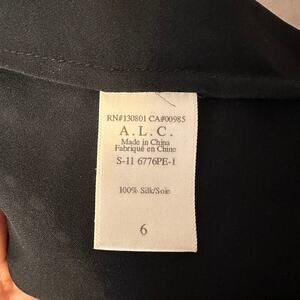 RN#130801 CA#00985
A.L.C.
Made in China
Fabriqué en Chine
S-11 6776PE-1
100% Silk/Soie
6